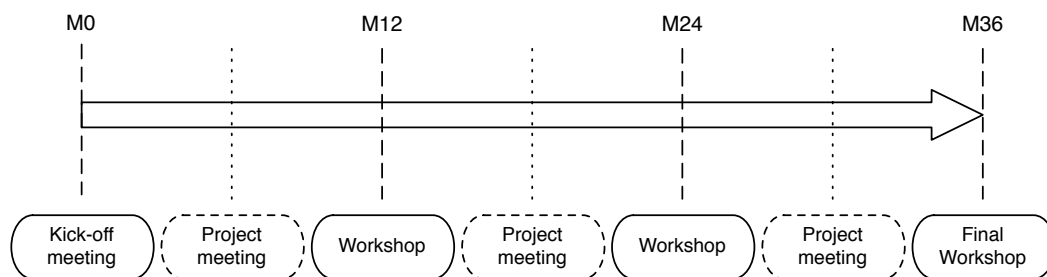 M0
M12
M24
M36
Kick-off
meeting
Project
meeting
Workshop
Project
meeting
Workshop
Project
meeting
Final
Workshop